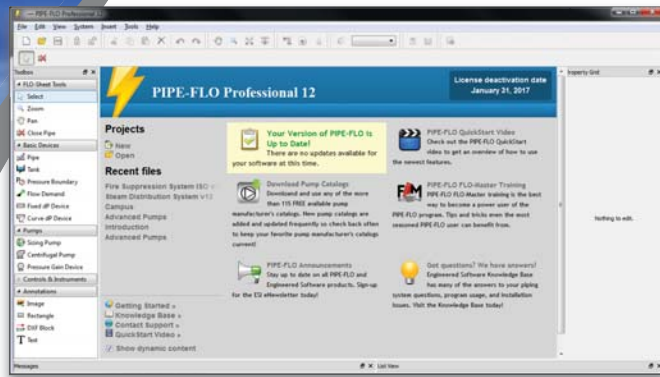 PIPE-FLO Professional 12
File Edit View System Insert Tools Help
Toolbox
FLO-Sheet Tools
Select
Zoom
Pan
Close Pipe
Basic Devices
Pipe
Tank
Pressure Boundary
Flow Demand
Fixed dP Device
Curve dP Device
Pumps
Sizing Pump
Centrifugal Pump
Pressure Gain Device
Controls & Instruments
Annotations
Image
Rectangle
DXF Block
Text
Messages
PIPE-FLO Professional 12
License deactivation date
January 31, 2017
Projects
New
Open
Recent files
Fire Suppression System ISO
Steam Distribution System v12
Campus
Advanced Pumps
Introduction
Advanced Pumps
Getting Started »
Knowledge Base »
Contact Support »
QuickStart Video »
Show dynamic content
Your Version of PIPE-FLO is
Up to Date!
There are no updates available for
your software at this time.
Download Pump Catalogs
Download and use any of the more
than 115 FREE available pump
manufacturer's catalogs. New pump catalogs are
added and updated frequently so check back often
to keep your favorite pump manufacturer's catalogs
current!
PIPE-FLO Announcements
Stay up to date on all PIPE-FLO and
Engineered Software products. Sign-up
for the ESI eNewsletter today!
PIPE-FLO QuickStart Video
Check out the PIPE-FLO QuickStart
video to get an overview of how to use
the newest features.
PIPE-FLO FLO-Master Training
PIPE-FLO FLO-Master training is the best
way to become a power user of the
PIPE-FLO program. Tips and tricks even the most
seasoned PIPE-FLO user can benefit from.
Got questions? We have answers!
Engineered Software Knowledge Base
has many of the answers to your piping
system questions, program usage, and installation
issues. Visit the Knowledge Base today!
List View
Property Grid
Nothing to edit.